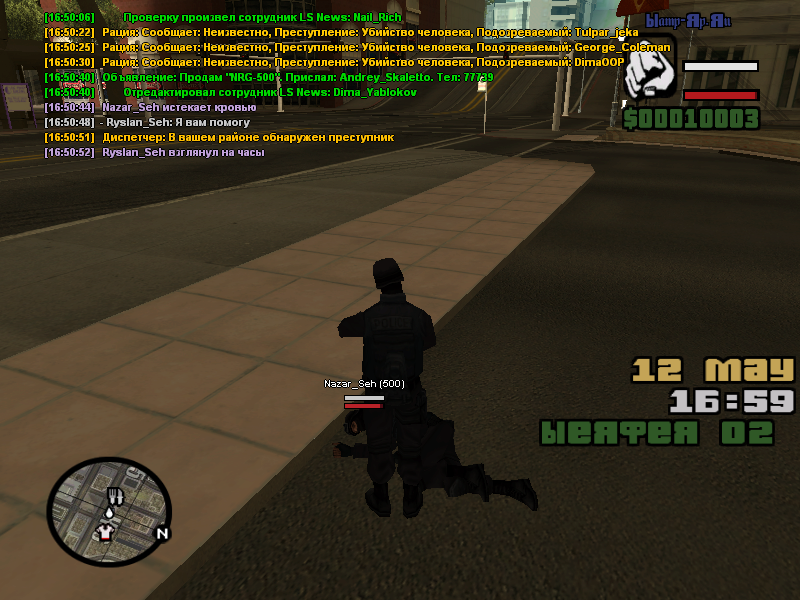 [16:50:06] Проверку произвел сотрудник LS News: Nail_Rich
[16:50:22] Рация: Сообщает: Неизвестно, Преступление: Убийство человека, Подозреваемый: Tulpar_jeka
[16:50:25] Рация: Сообщает: Неизвестно, Преступление: Убийство человека, Подозреваемый: George_Coleman
[16:50:30] Рация: Сообщает: Неизвестно, Преступление: Убийство человека, Подозреваемый: DimaOOP
[16:50:40] Объявление: Продам "NRG-500". Прислал: Andrey_Skaletto. Тел: 77739
[16:50:40] Отредактировал сотрудник LS News: Dima_Yablokov
[16:50:44] Nazar_Seh истекает кровью
[16:50:48] - Ryslan_Seh: Я вам помогу
[16:50:51] Диспетчер: В вашем районе обнаружен преступник
[16:50:52] Ryslan_Seh взглянул на часы
$00010003
POLICE
Nazar_Seh (500)
12 May
16:59
02
N